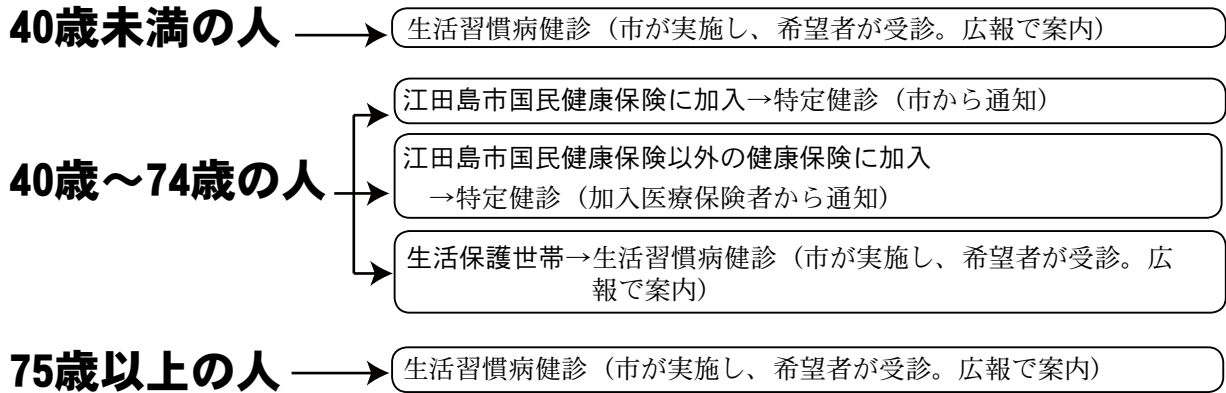 40歳未満の人
生活習慣病健診（市が実施し、希望者が受診。広報で案内）
40歳～74歳の人
江田島市国民健康保険に加入→特定健診（市から通知）
江田島市国民健康保険以外の健康保険に加入
→特定健診（加入医療保険者から通知）
生活保護世帯→生活習慣病健診（市が実施し、希望者が受診。広
報で案内）
75歳以上の人
生活習慣病健診（市が実施し、希望者が受診。広報で案内）